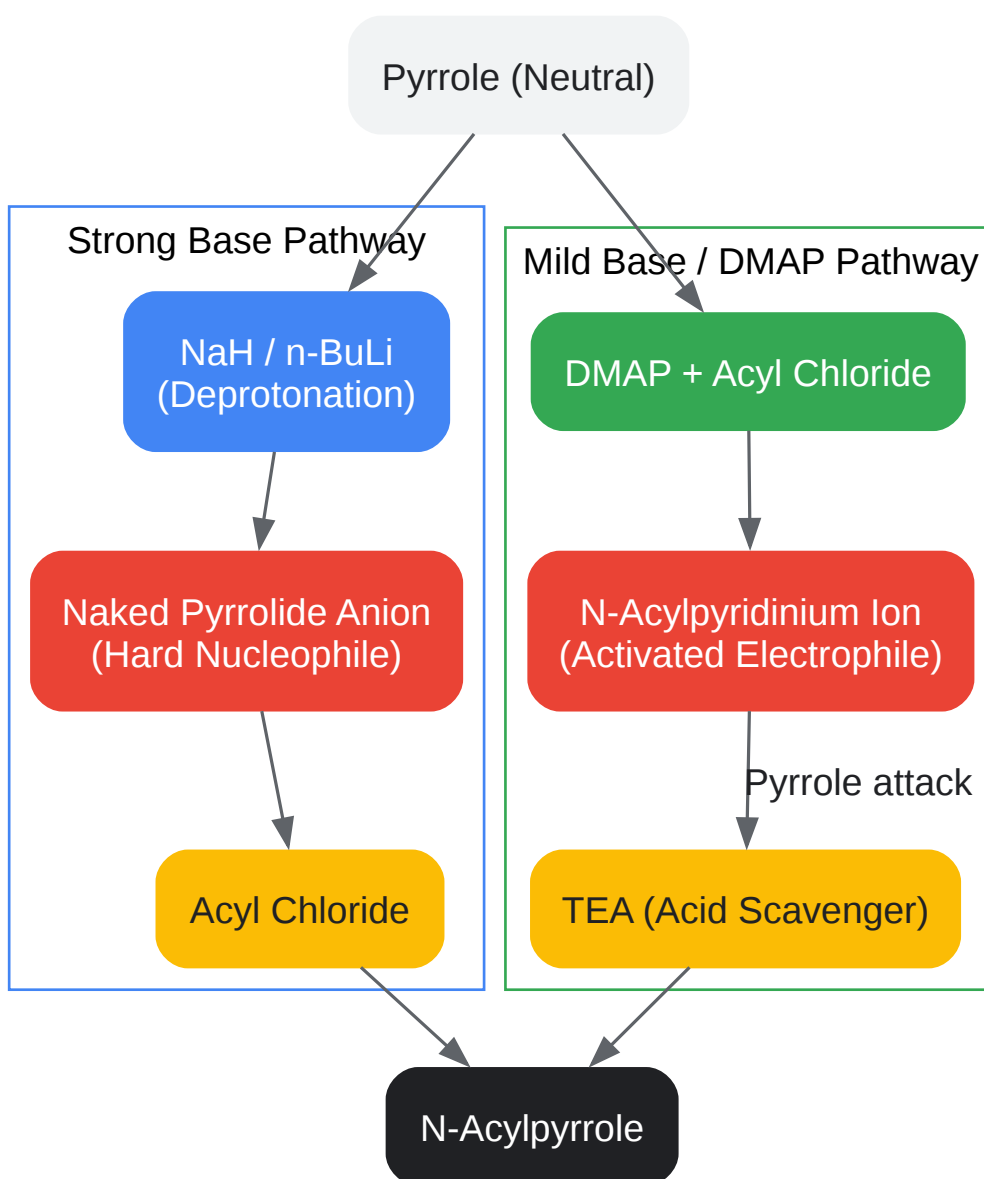 Pyrrole (Neutral)
Strong Base Pathway
NaH / n-BuLi
(Deprotonation)
Naked Pyrrolide Anion
(Hard Nucleophile)
Acyl Chloride
Mild Base / DMAP Pathway
DMAP + Acyl Chloride
N-Acylpyridinium Ion
(Activated Electrophile)
Pyrrole attack
TEA (Acid Scavenger)
N-Acylpyrrole